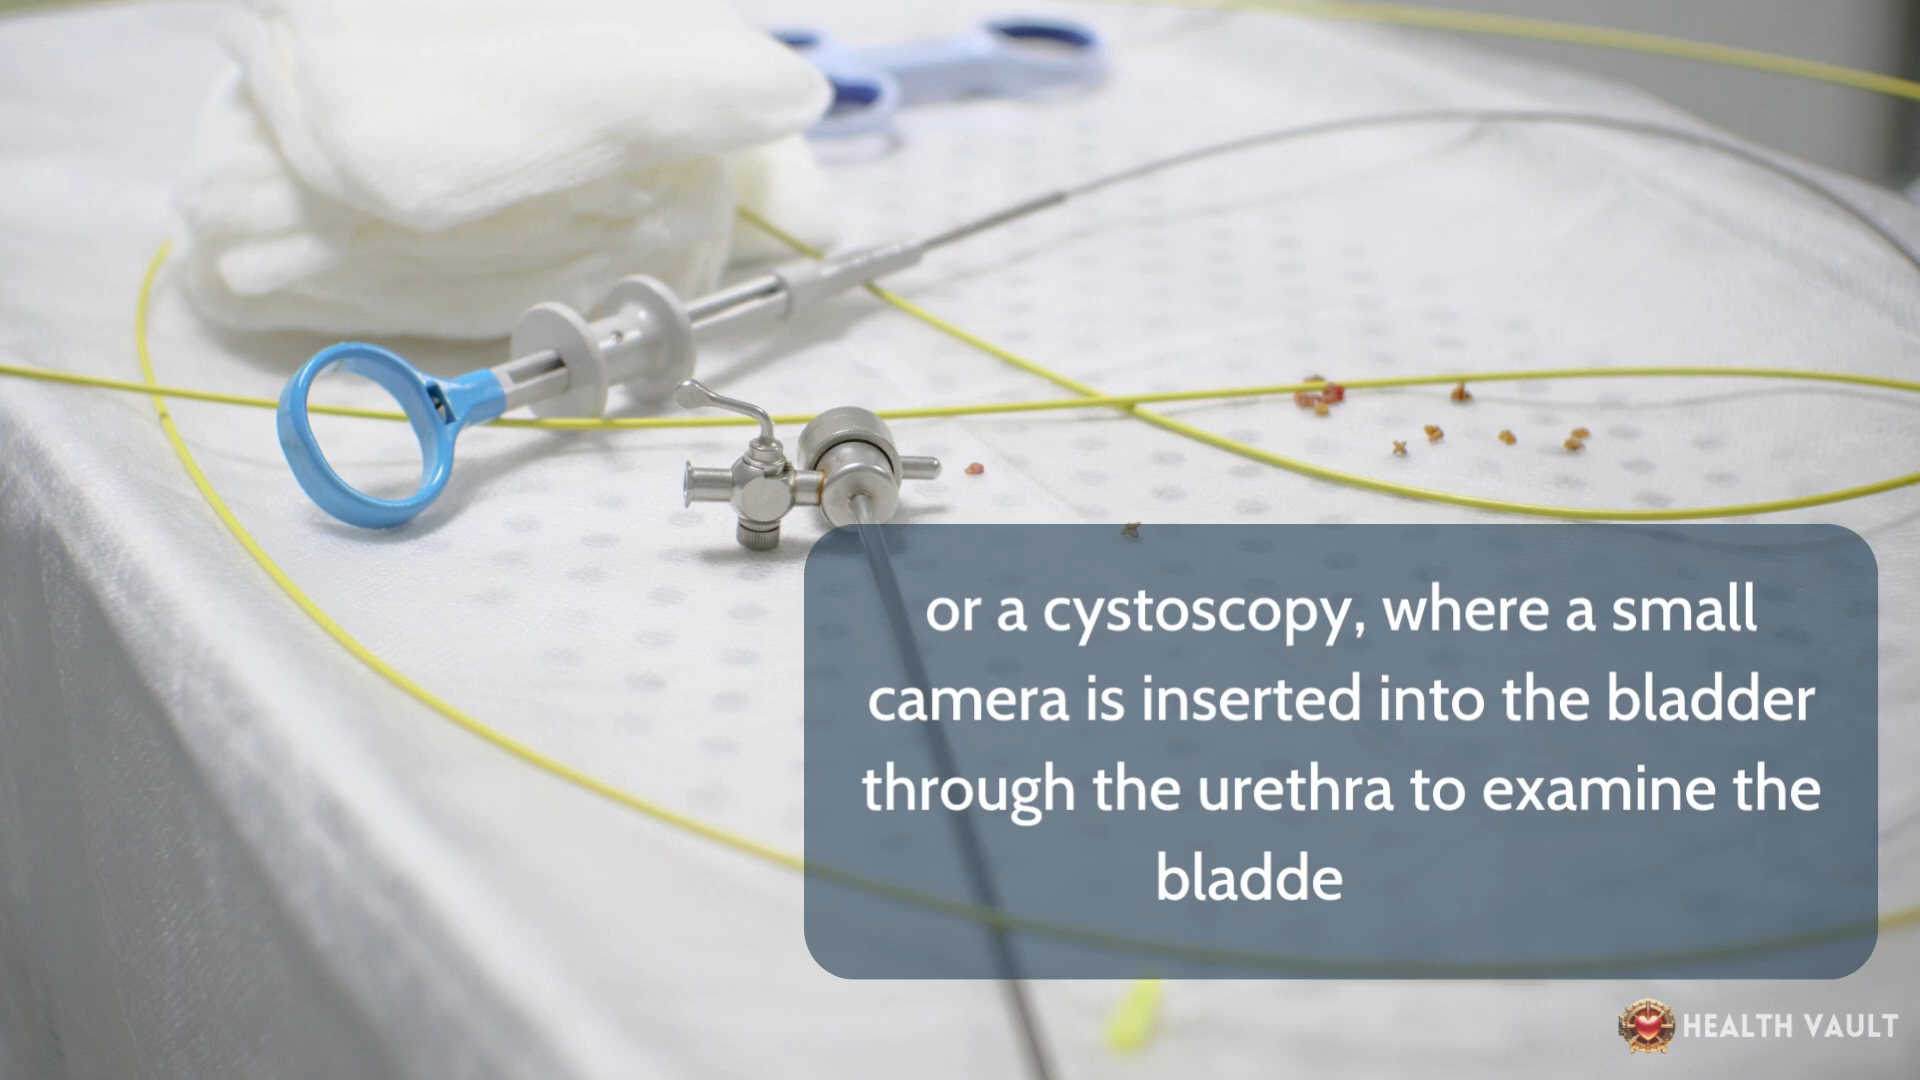 or a cystoscopy, where a small
camera is inserted into the bladder
through the urethra to examine the
bladde
HEALTH VAULT